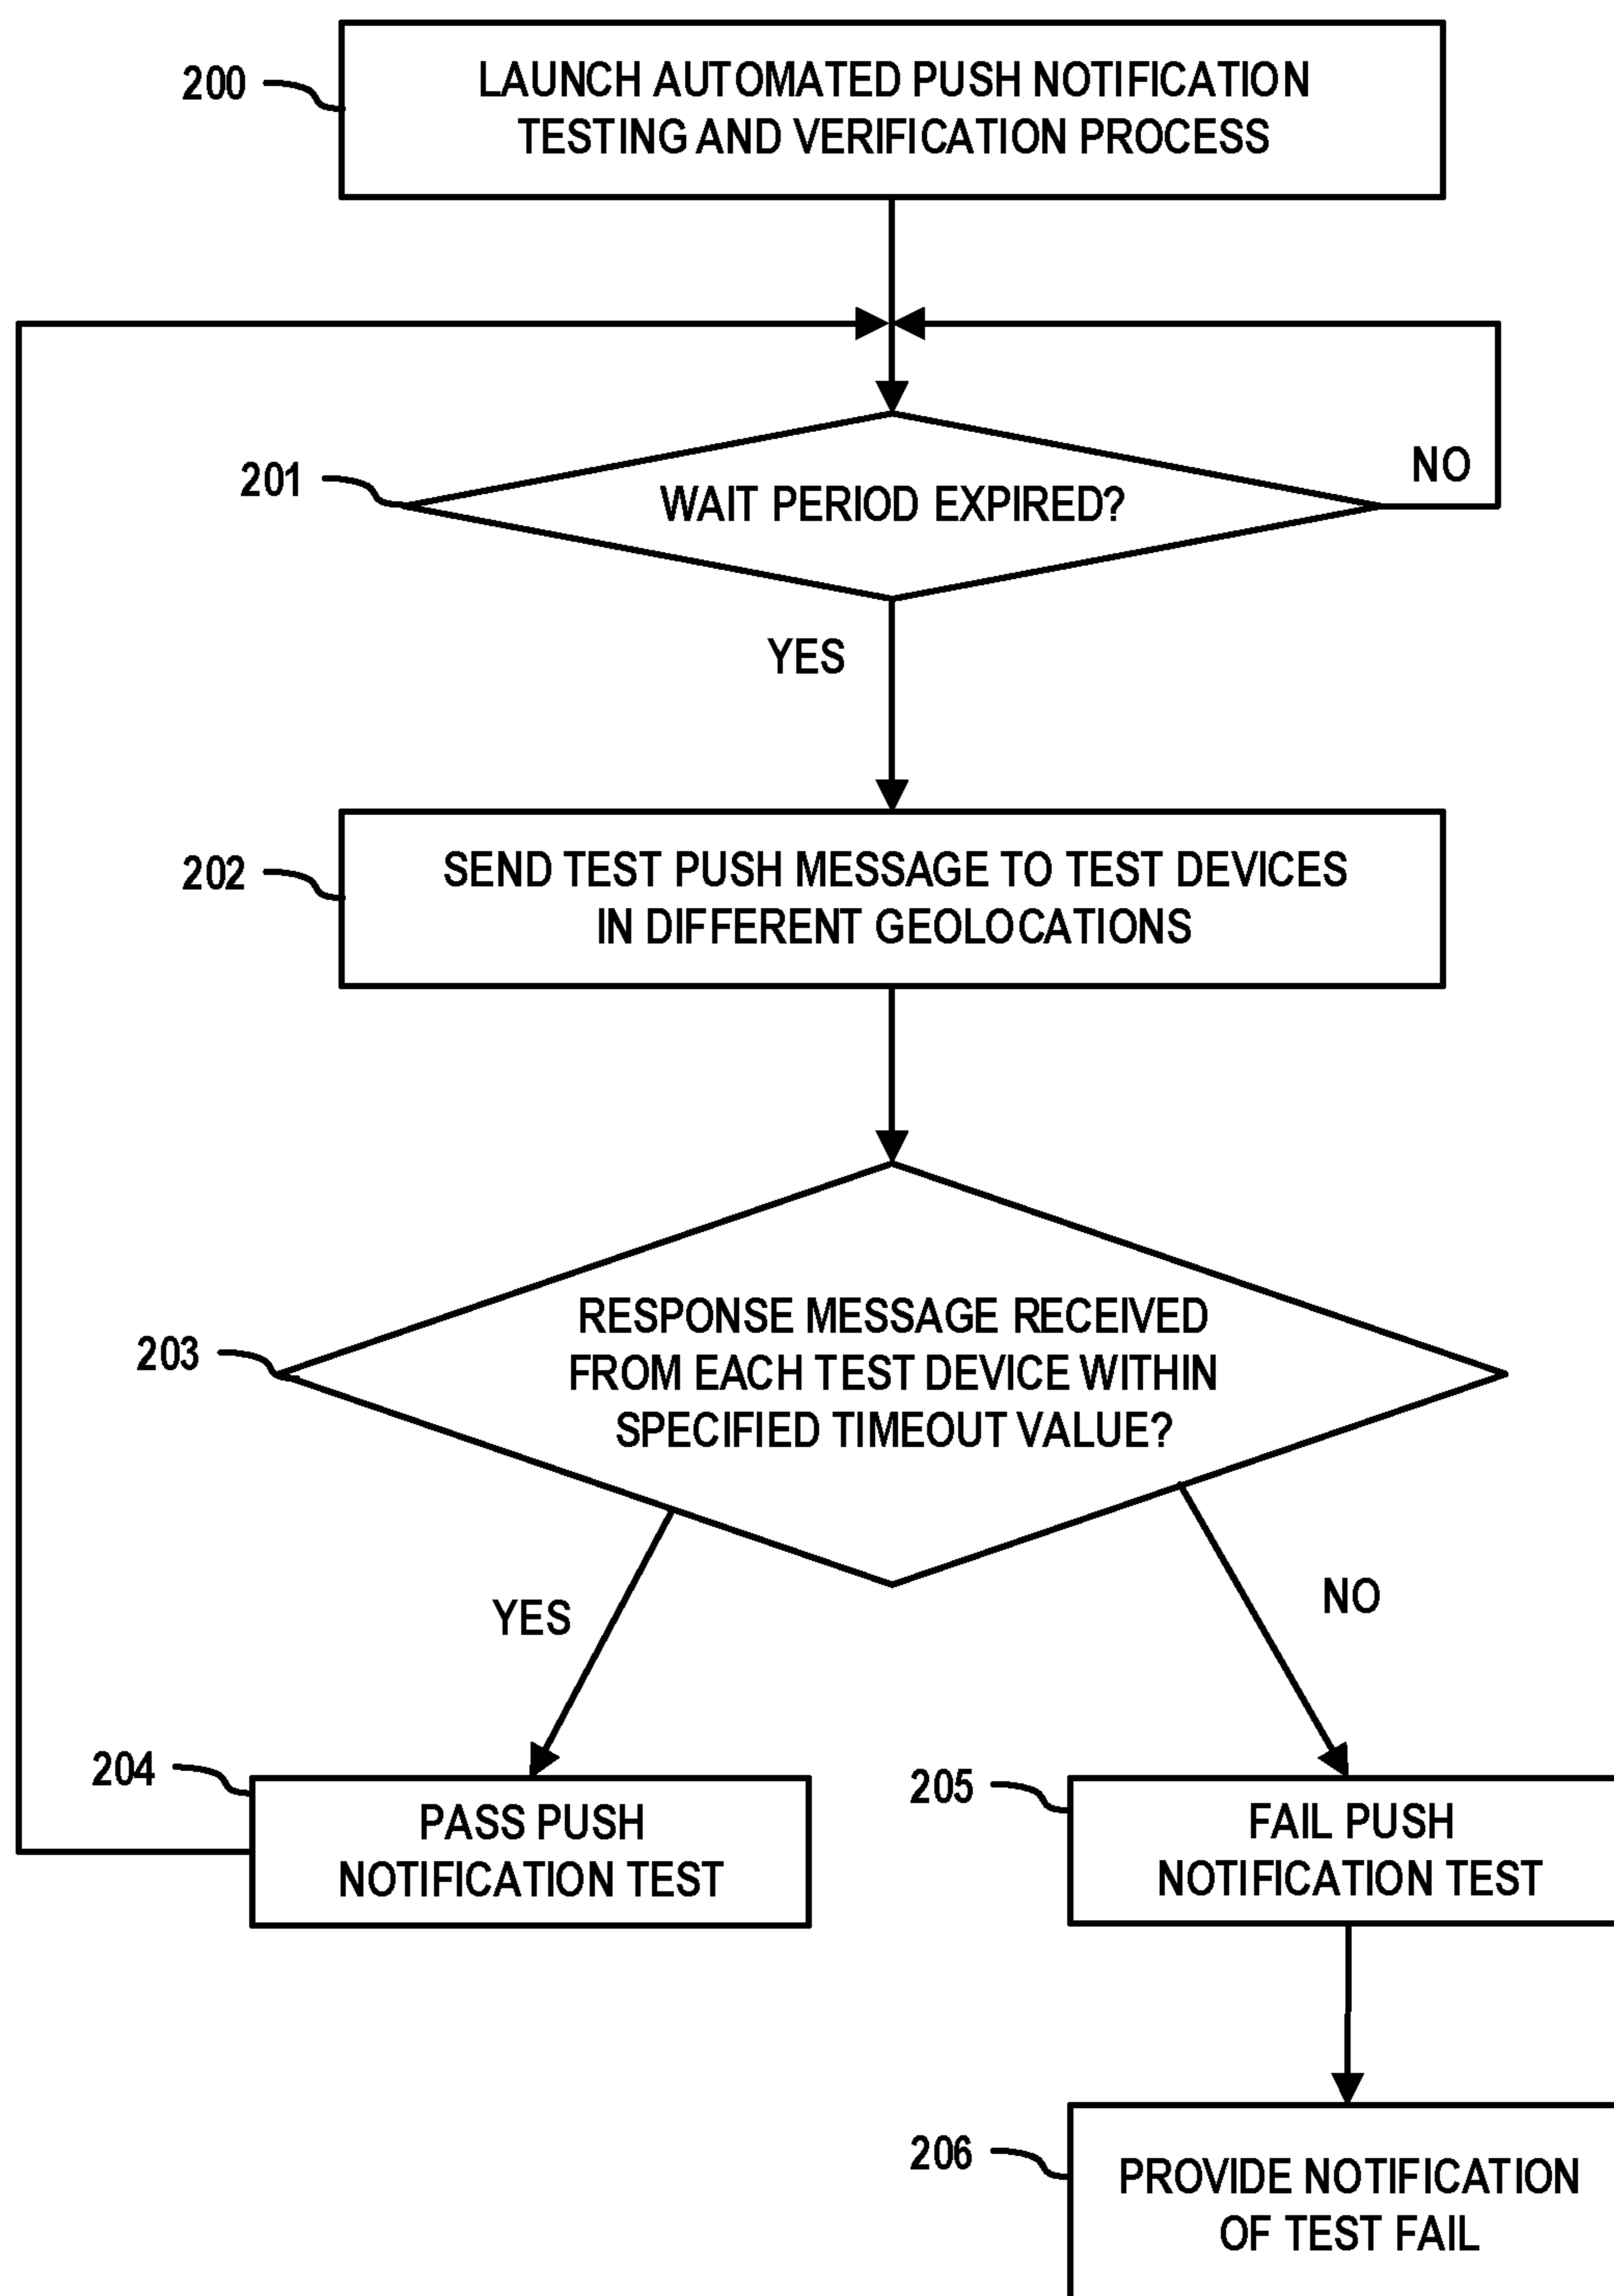 200
LAUNCH AUTOMATED PUSH NOTIFICATION
TESTING AND VERIFICATION PROCESS
201
WAIT PERIOD EXPIRED?
NO
YES
202
SEND TEST PUSH MESSAGE TO TEST DEVICES
IN DIFFERENT GEOLOCATIONS
203
RESPONSE MESSAGE RECEIVED
FROM EACH TEST DEVICE WITHIN
SPECIFIED TIMEOUT VALUE?
YES
NO
204
PASS PUSH
NOTIFICATION TEST
205
FAIL PUSH
NOTIFICATION TEST
206
PROVIDE NOTIFICATION
OF TEST FAIL